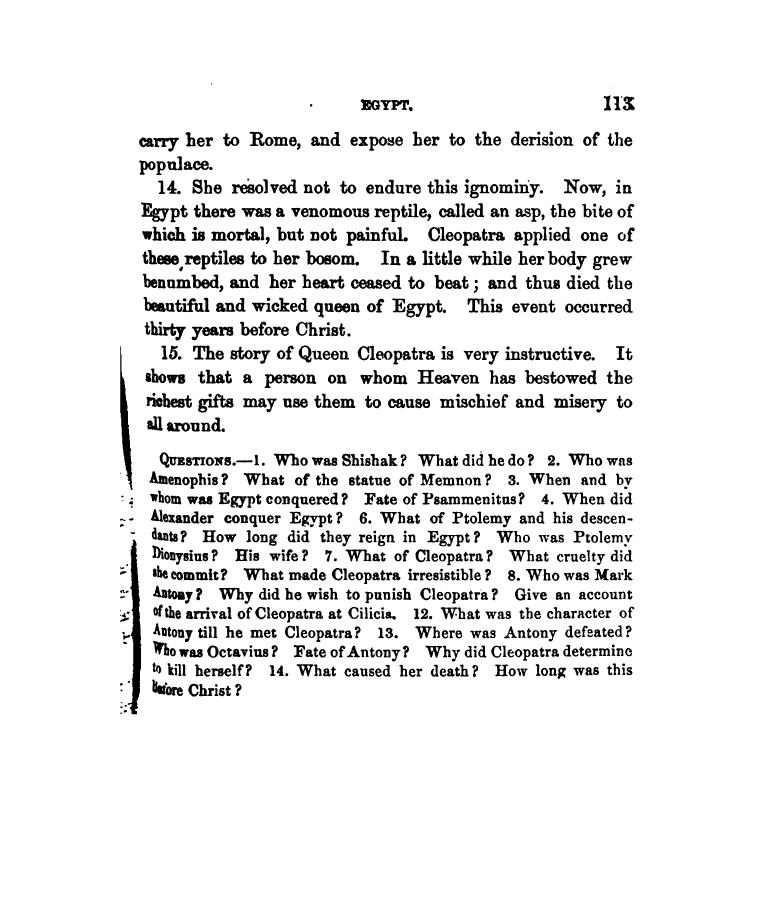 EGYPT. 113
carry her to Rome, and expose her to the derision of the
populace.
14. She resolved not to endure this ignominy. Now, in
Egypt there was a venomous reptile, called an asp, the bite of
which is mortal, but not painful. Cleopatra applied one of
these reptiles to her bosom. In a little while her body grew
benumbed, and her heart ceased to beat; and thus died the
beautiful and wicked queen of Egypt. This event occurred
thirty years before Christ.
15. The story of Queen Cleopatra is very instructive. It
shows that a person on whom Heaven has bestowed the
richest gifts may use them to cause mischief and misery to
all around.
QUESTIONS.—1. Who was Shishak? What did he do? 2. Who was
Amenophis? What of the statue of Memnon? 3. When and by
whom was Egypt conquered? Fate of Psammenitus? 4. When did
Alexander conquer Egypt? 6. What of Ptolemy and his descen-
dants? How long did they reign in Egypt? Who was Ptolemy
Dionysius? His wife? 7. What of Cleopatra? What cruelty did
she commit? What made Cleopatra irresistible? 8. Who was Mark
Antony? Why did he wish to punish Cleopatra? Give an account
of the arrival of Cleopatra at Cilicia. 12. What was the character of
Antony till he met Cleopatra? 13. Where was Antony defeated?
Who was Octavius? Fate of Antony? Why did Cleopatra determine
to kill herself? 14. What caused her death? How long was this
Before Christ?